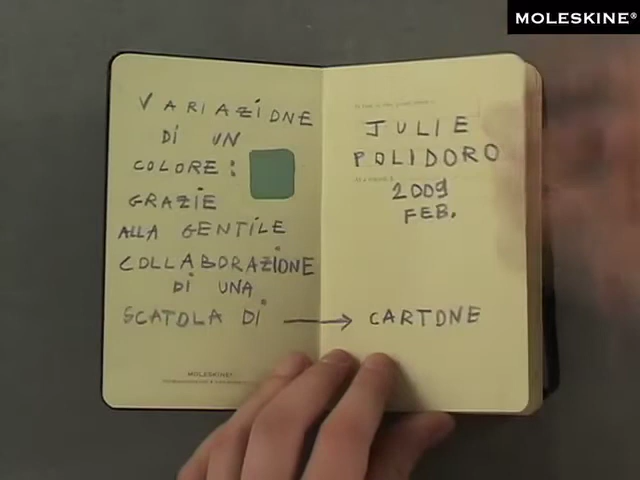 MOLESKINE®
VARIAZIONE
DI UN
COLORE:
GRAZIE
ALLA GENTILE
COLLABORAZIONE
DI UNA
SCATOLA DI →
MOLESKINE®
JULIE
POLIDORO
2009
FEB.
CARTONE